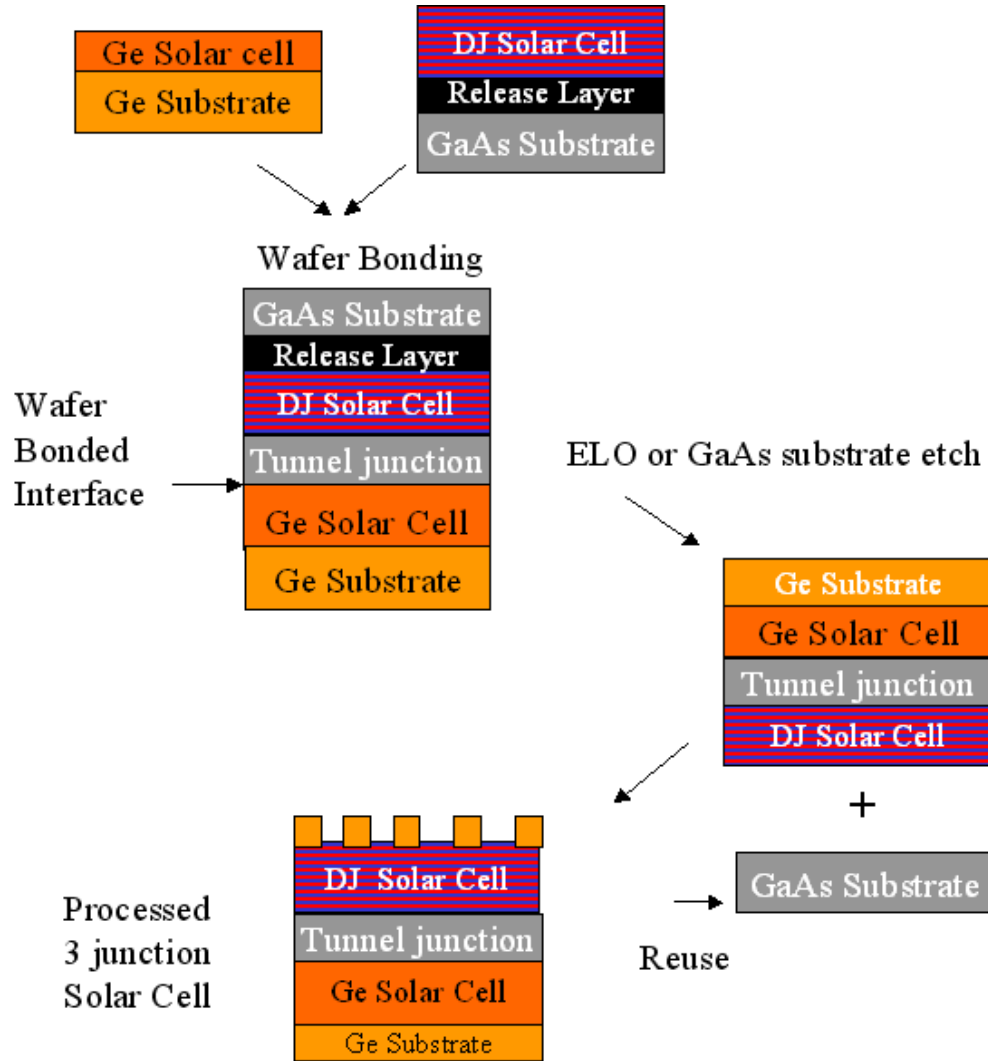 Ge Solar cell
Ge Substrate
DJ Solar Cell
Release Layer
GaAs Substrate
Wafer Bonding
GaAs Substrate
Release Layer
DJ Solar Cell
Tunnel junction
Ge Solar Cell
Ge Substrate
Wafer
Bonded
Interface
ELO or GaAs substrate etch
Ge Substrate
Ge Solar Cell
Tunnel junction
DJ Solar Cell
+
GaAs Substrate
Reuse
DJ Solar Cell
Tunnel junction
Ge Solar Cell
Ge Substrate
Processed
3 junction
Solar Cell